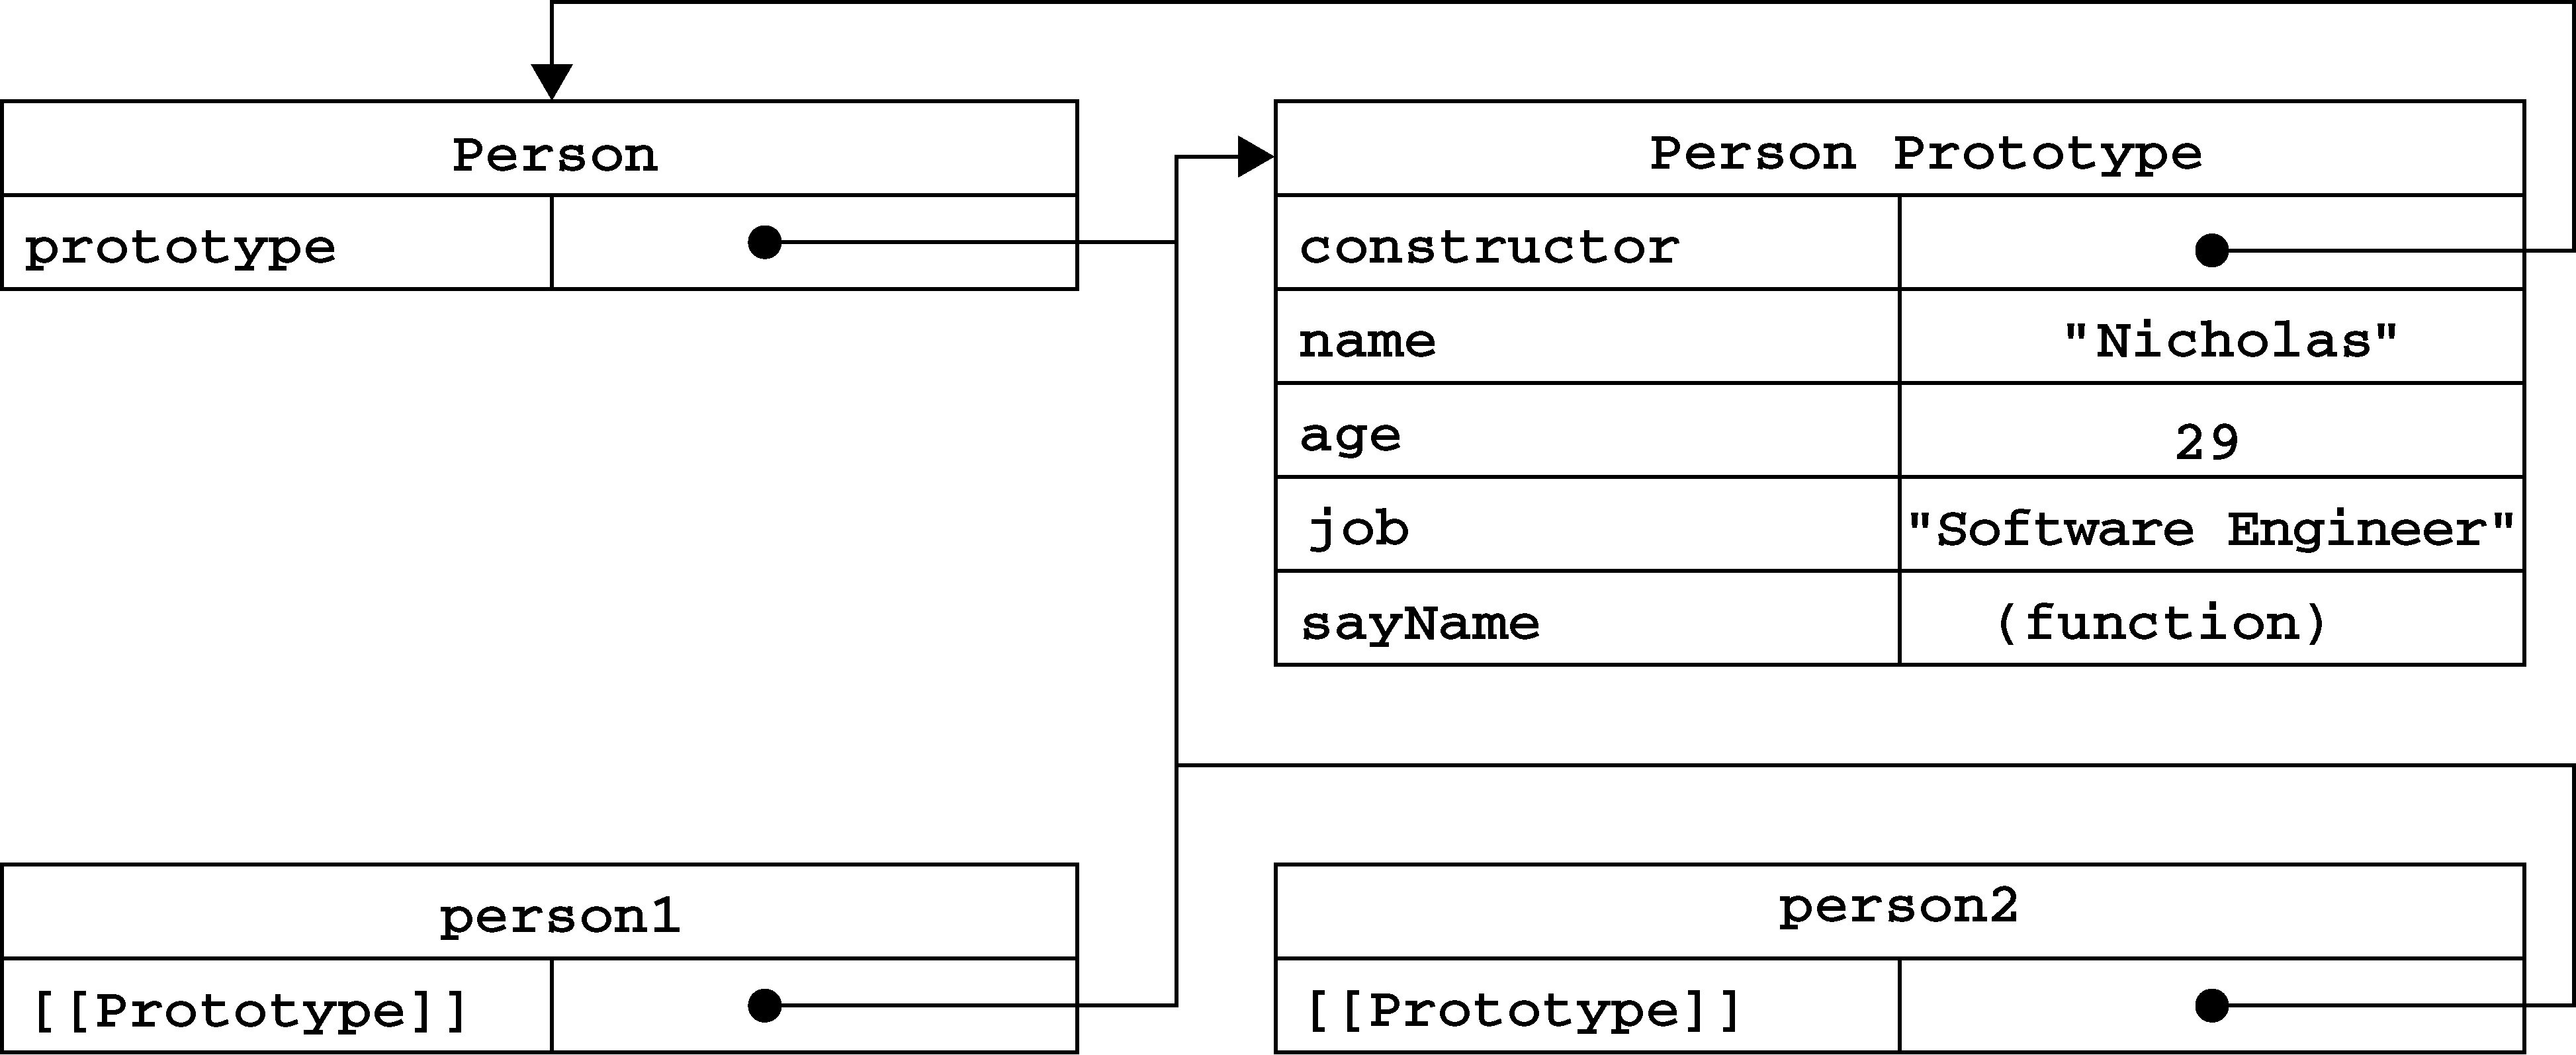 Person
prototype
Person Prototype
constructor
name "Nicholas"
age 29
job "Software Engineer"
sayName (function)
person1
[[Prototype]]
person2
[[Prototype]]